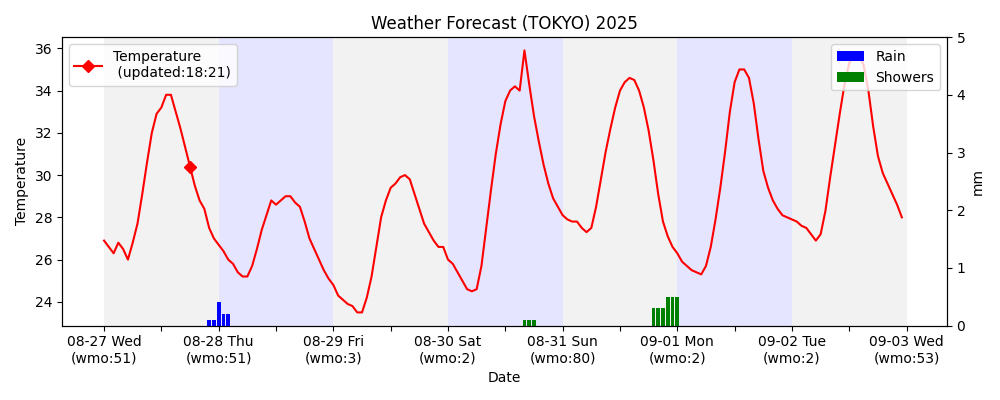 Weather Forecast (TOKYO) 2025
Temperature
(updated:18:21)
Rain
Showers
36
34
32
30
28
26
24
Temperature
5
4
3
2
1
0
mm
08-27 Wed
(wmo:51)
08-28 Thu
(wmo:51)
08-29 Fri
(wmo:3)
08-30 Sat
(wmo:2)
08-31 Sun
(wmo:80)
09-01 Mon
(wmo:2)
09-02 Tue
(wmo:2)
09-03 Wed
(wmo:53)
Date